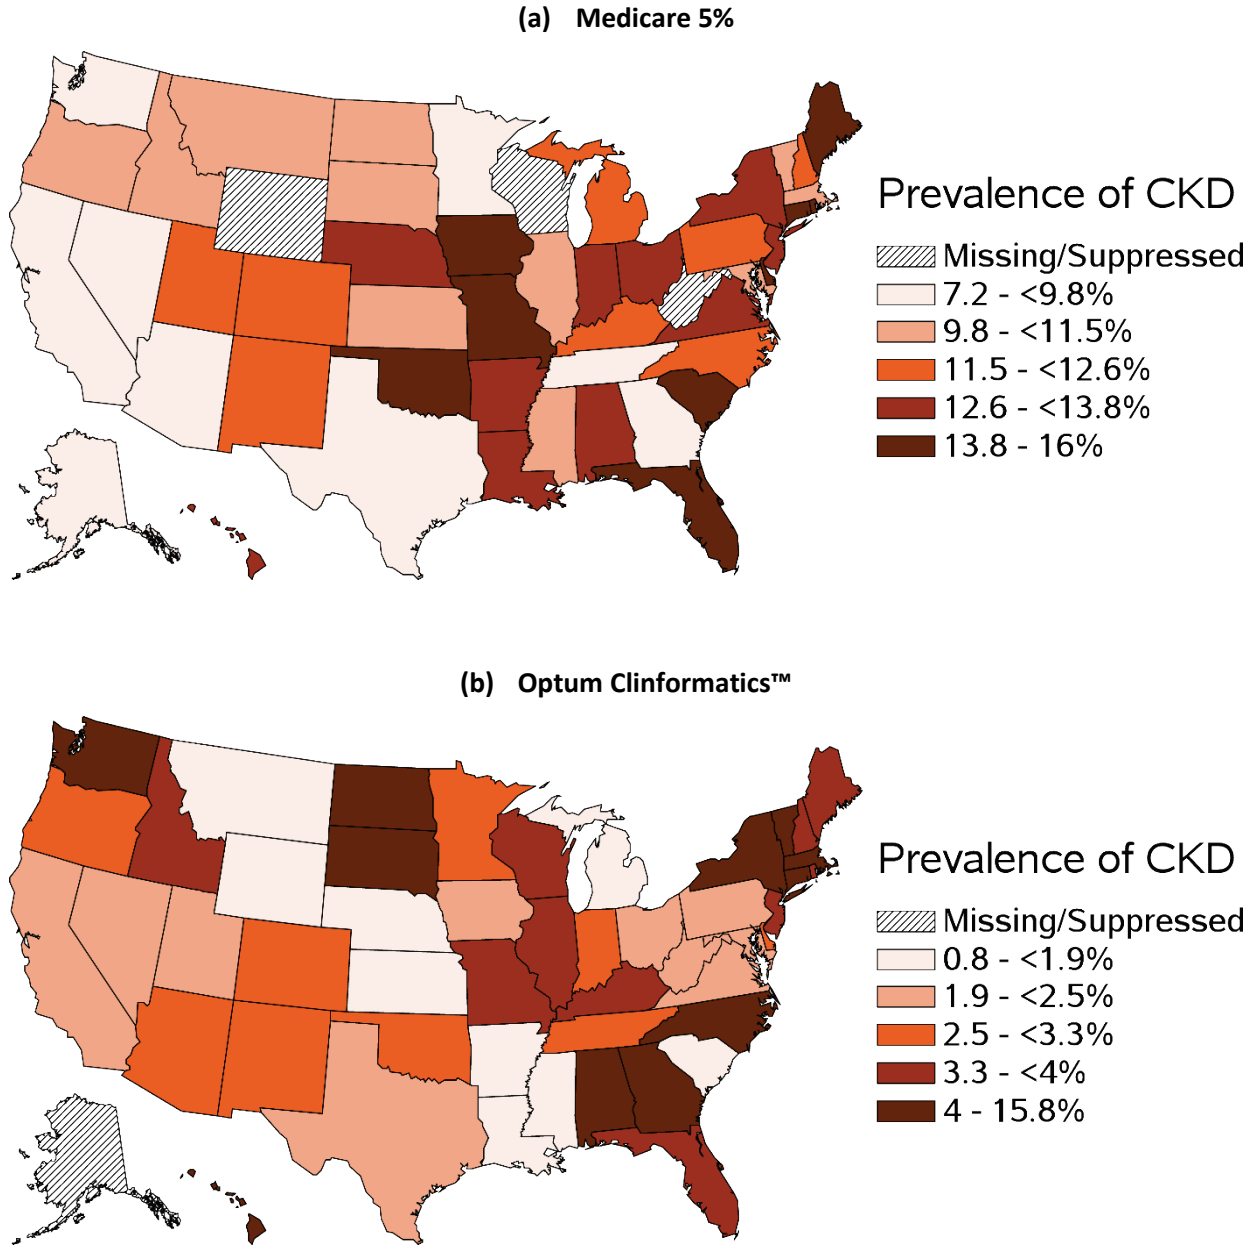 (a) Medicare 5%
Prevalence of CKD
Missing/Suppressed
7.2 - <9.8%
9.8 - <11.5%
11.5 - <12.6%
12.6 - <13.8%
13.8 - 16%
(b) Optum Clinformatics™
Prevalence of CKD
Missing/Suppressed
0.8 - <1.9%
1.9 - <2.5%
2.5 - <3.3%
3.3 - <4%
4 - 15.8%